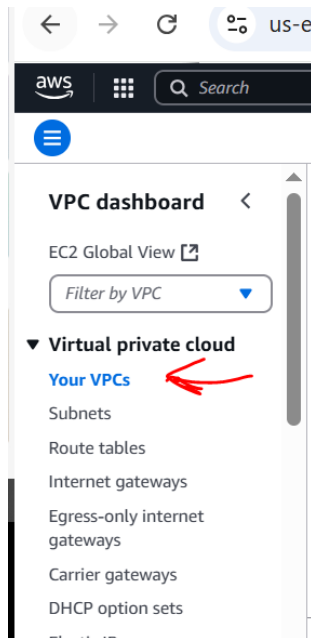 us-e
aws
Search
VPC dashboard
EC2 Global View
Filter by VPC
Virtual private cloud
Your VPCs
Subnets
Route tables
Internet gateways
Egress-only internet
gateways
Carrier gateways
DHCP option sets